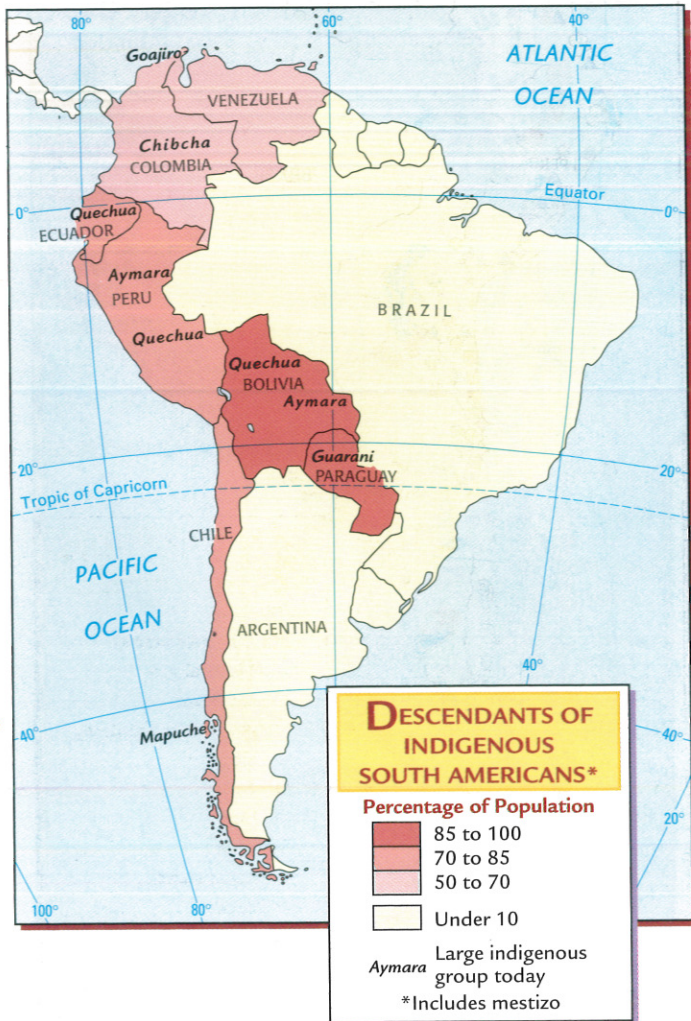 80°
60°
40°
Goajiro
ATLANTIC
OCEAN
VENEZUELA
Chibcha
COLOMBIA
Equator
0°
Quechua
ECUADOR
0°
Aymara
PERU
BRAZIL
Quechua
Quechua
BOLIVIA
Aymara
Guaraní
PARAGUAY
20°
20°
Tropic of Capricorn
CHILE
PACIFIC
OCEAN
ARGENTINA
40°
40°
Mapuche
20°
100°
80°
DESCENDANTS OF
INDIGENOUS
SOUTH AMERICANS*
Percentage of Population
85 to 100
70 to 85
50 to 70
Under 10
Aymara Large indigenous
group today
*Includes mestizo